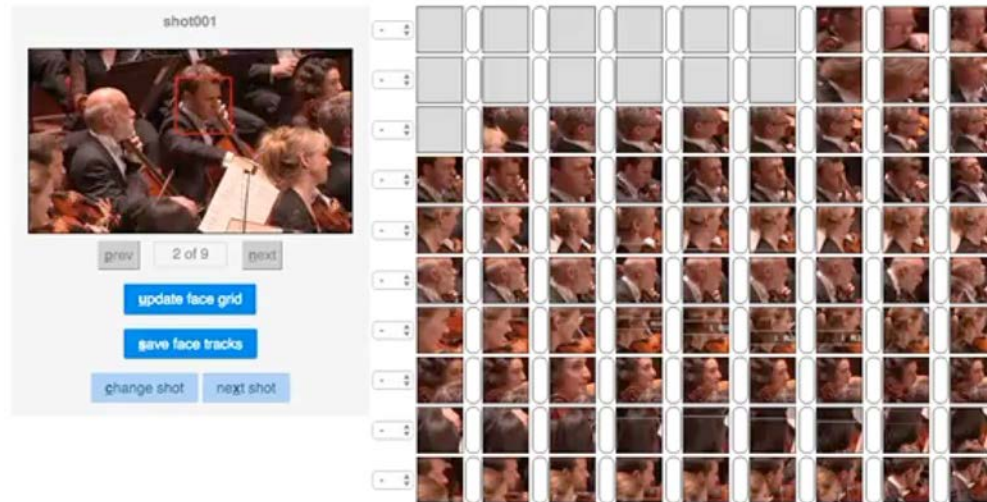 shot001
prev 2 of 9 next
update face grid
save face tracks
change shot next shot